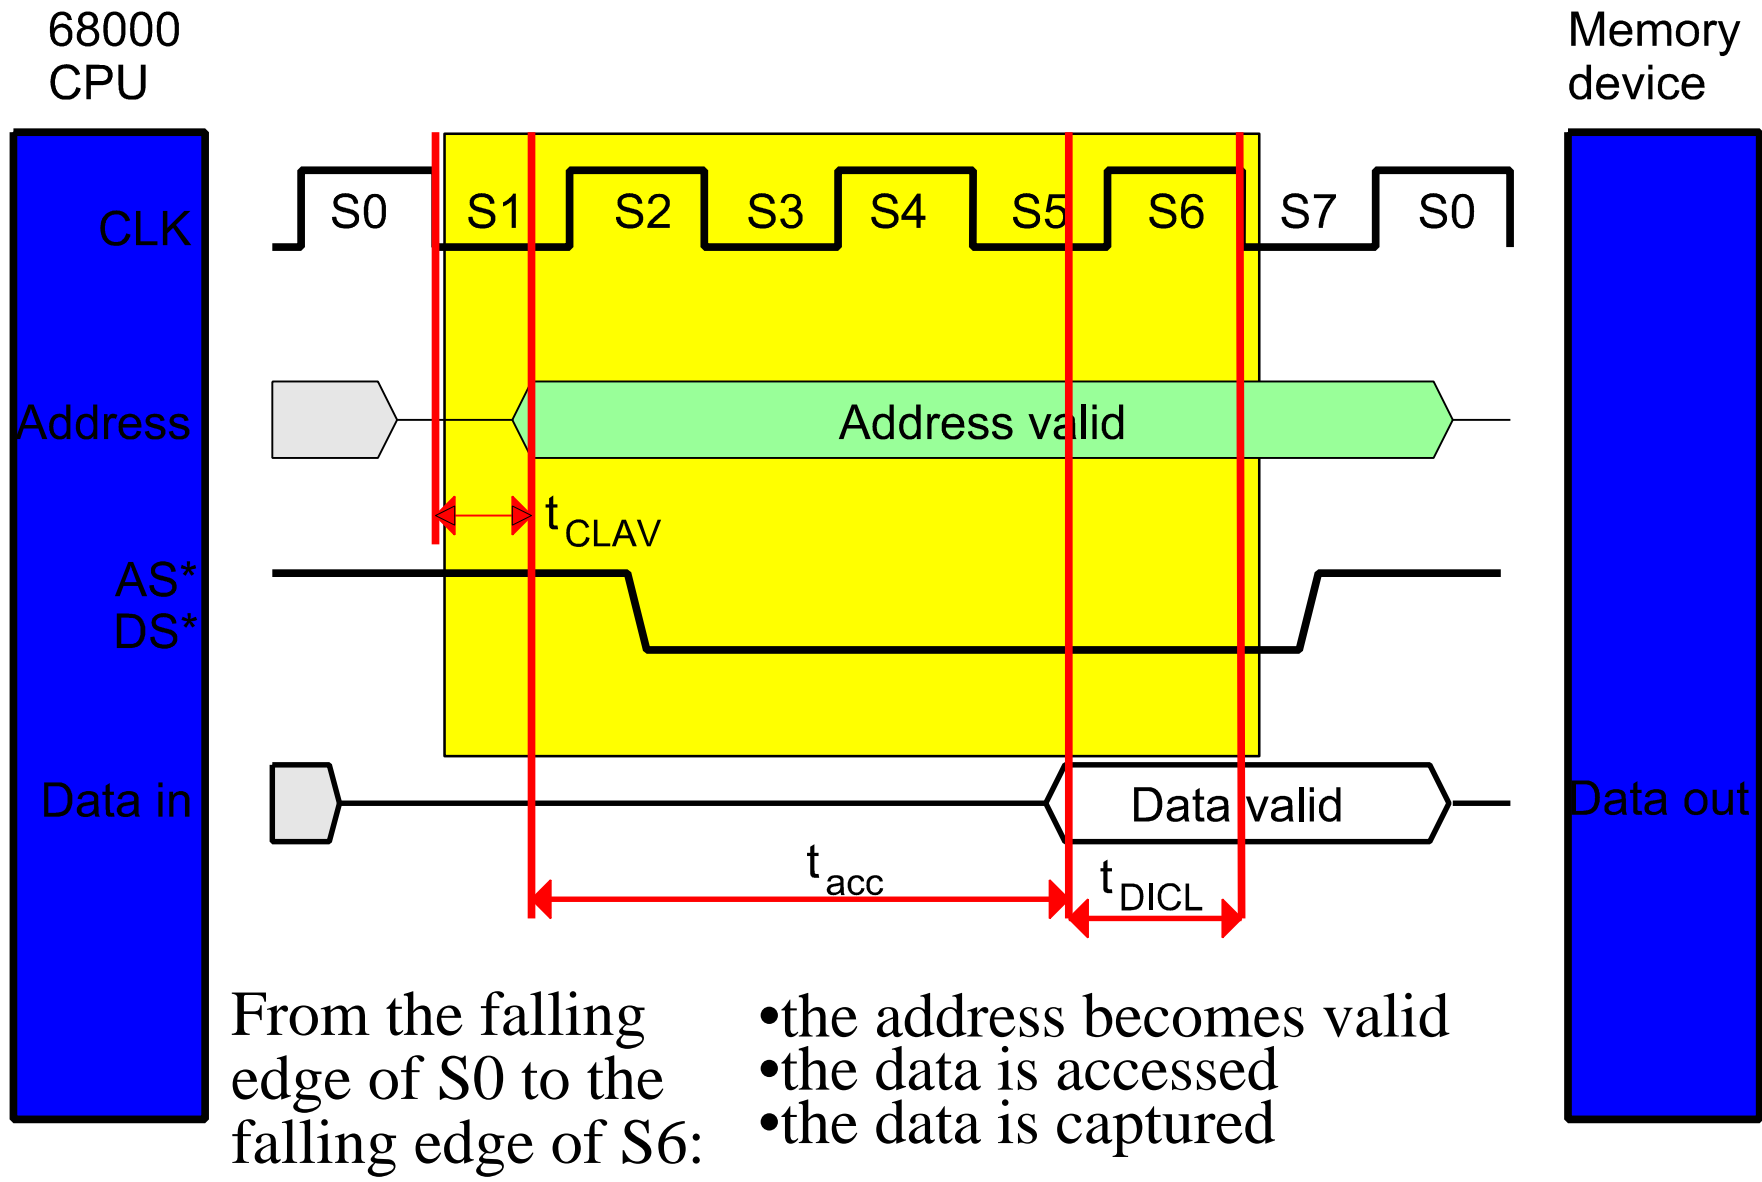 68000
CPU
Memory
device
CLK
S0 S1 S2 S3 S4 S5 S6 S7 S0
Address
Address valid
tCLAV
AS*
DS*
Data in
Data valid
Data out
tacc
tDICL
From the falling
edge of S0 to the
falling edge of S6:
•the address becomes valid
•the data is accessed
•the data is captured